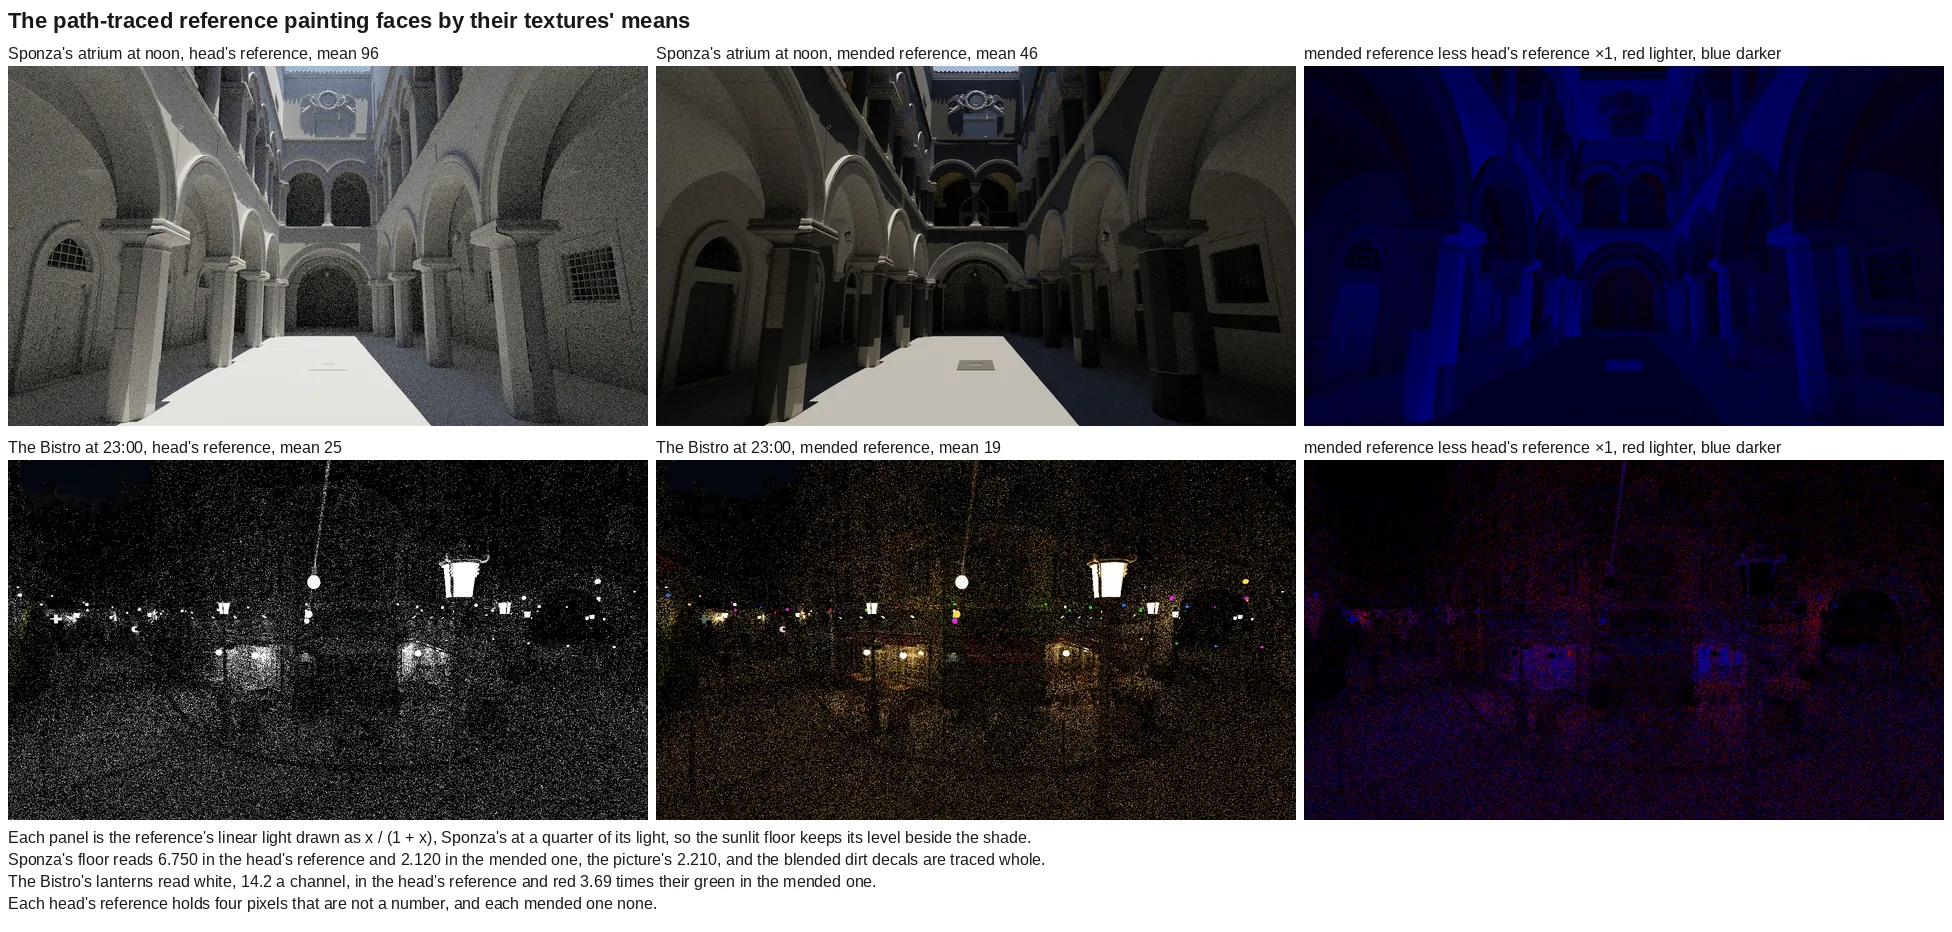 The path-traced reference painting faces by their textures' means
Sponza's atrium at noon, head's reference, mean 96
Sponza's atrium at noon, mended reference, mean 46
mended reference less head's reference ×1, red lighter, blue darker
The Bistro at 23:00, head's reference, mean 25
The Bistro at 23:00, mended reference, mean 19
mended reference less head's reference ×1, red lighter, blue darker
Each panel is the reference's linear light drawn as x / (1 + x), Sponza's at a quarter of its light, so the sunlit floor keeps its level beside the shade.
Sponza's floor reads 6.750 in the head's reference and 2.120 in the mended one, the picture's 2.210, and the blended dirt decals are traced whole.
The Bistro's lanterns read white, 14.2 a channel, in the head's reference and red 3.69 times their green in the mended one.
Each head's reference holds four pixels that are not a number, and each mended one none.